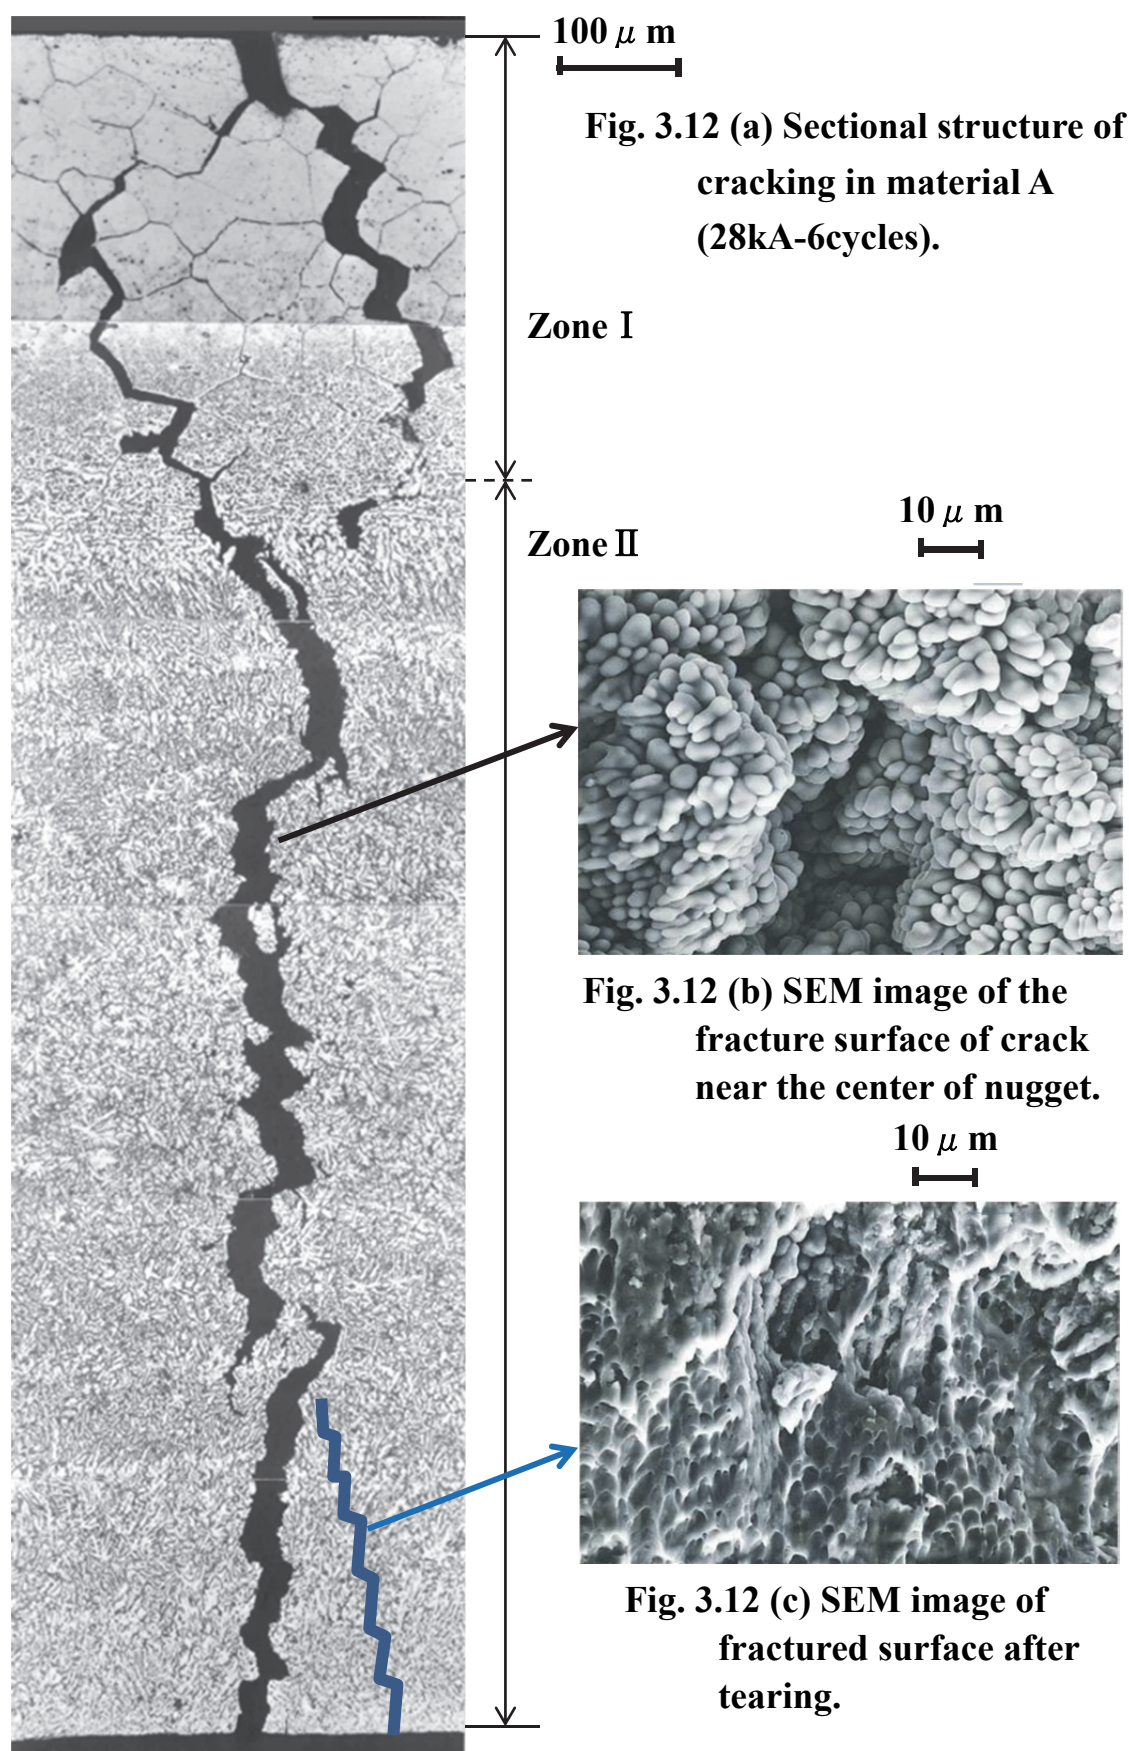 100 μ m
Fig. 3.12 (a) Sectional structure of
cracking in material A
(28kA-6cycles).
Zone Ⅰ
10 μ m
Zone Ⅱ
Fig. 3.12 (b) SEM image of the
fracture surface of crack
near the center of nugget.
10 μ m
Fig. 3.12 (c) SEM image of
fractured surface after
tearing.